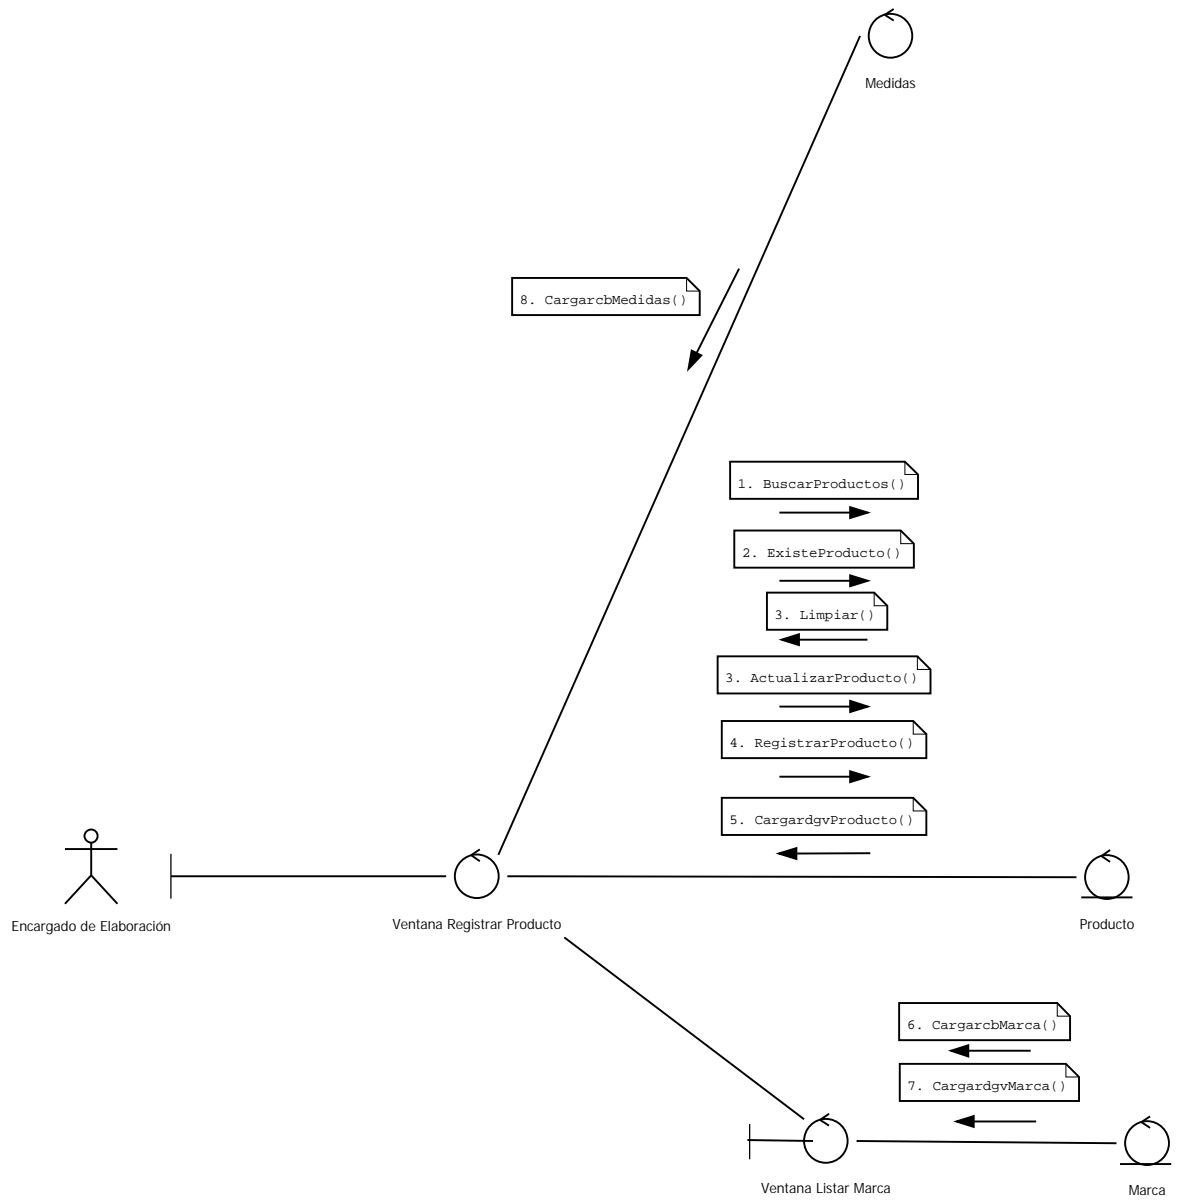 Medidas
8. CargarcbMedidas()
1. BuscarProductos()
2. ExisteProducto()
3. Limpiar()
3. ActualizarProducto()
4. RegistrarProducto()
5. CargardgvProducto()
Encargado de Elaboración
Ventana Registrar Producto
Producto
6. CargarcbMarca()
7. CargardgvMarca()
Ventana Listar Marca
Marca